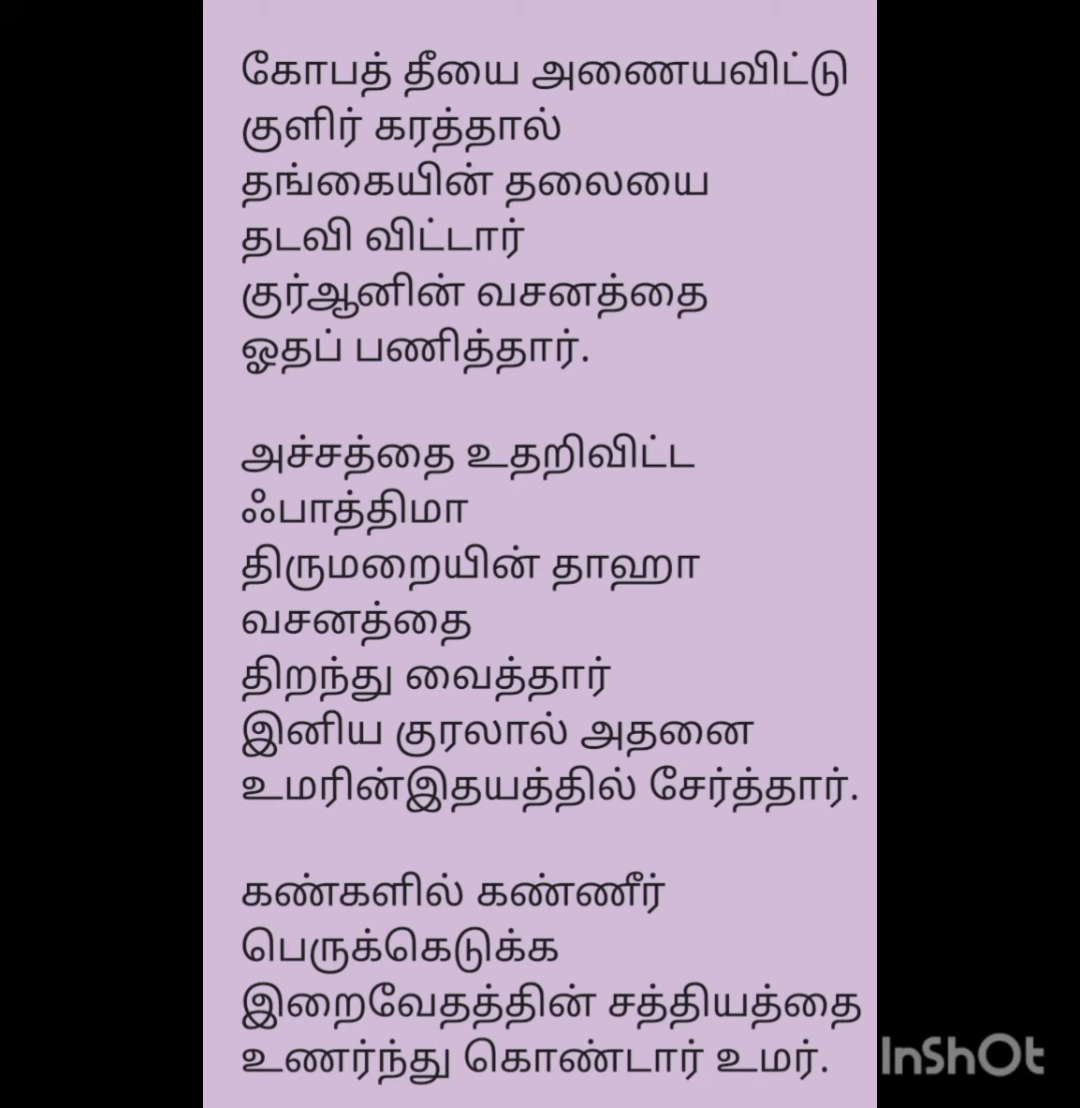 கோபத் தீயை அணையவிட்டு
குளிர் கரத்தால்
தங்கையின் தலையை
தடவி விட்டார்
குர்ஆனின் வசனத்தை
ஓதப் பணித்தார்.
அச்சத்தை உதறிவிட்ட
ஃபாத்திமா
திருமறையின் தாஹா
வசனத்தை
திறந்து வைத்தார்
இனிய குரலால் அதனை
உமரின்இதயத்தில் சேர்த்தார்.
கண்களில் கண்ணீர்
பெருக்கெடுக்க
இறைவேதத்தின் சத்தியத்தை
உணர்ந்து கொண்டார் உமர்.
InShOt